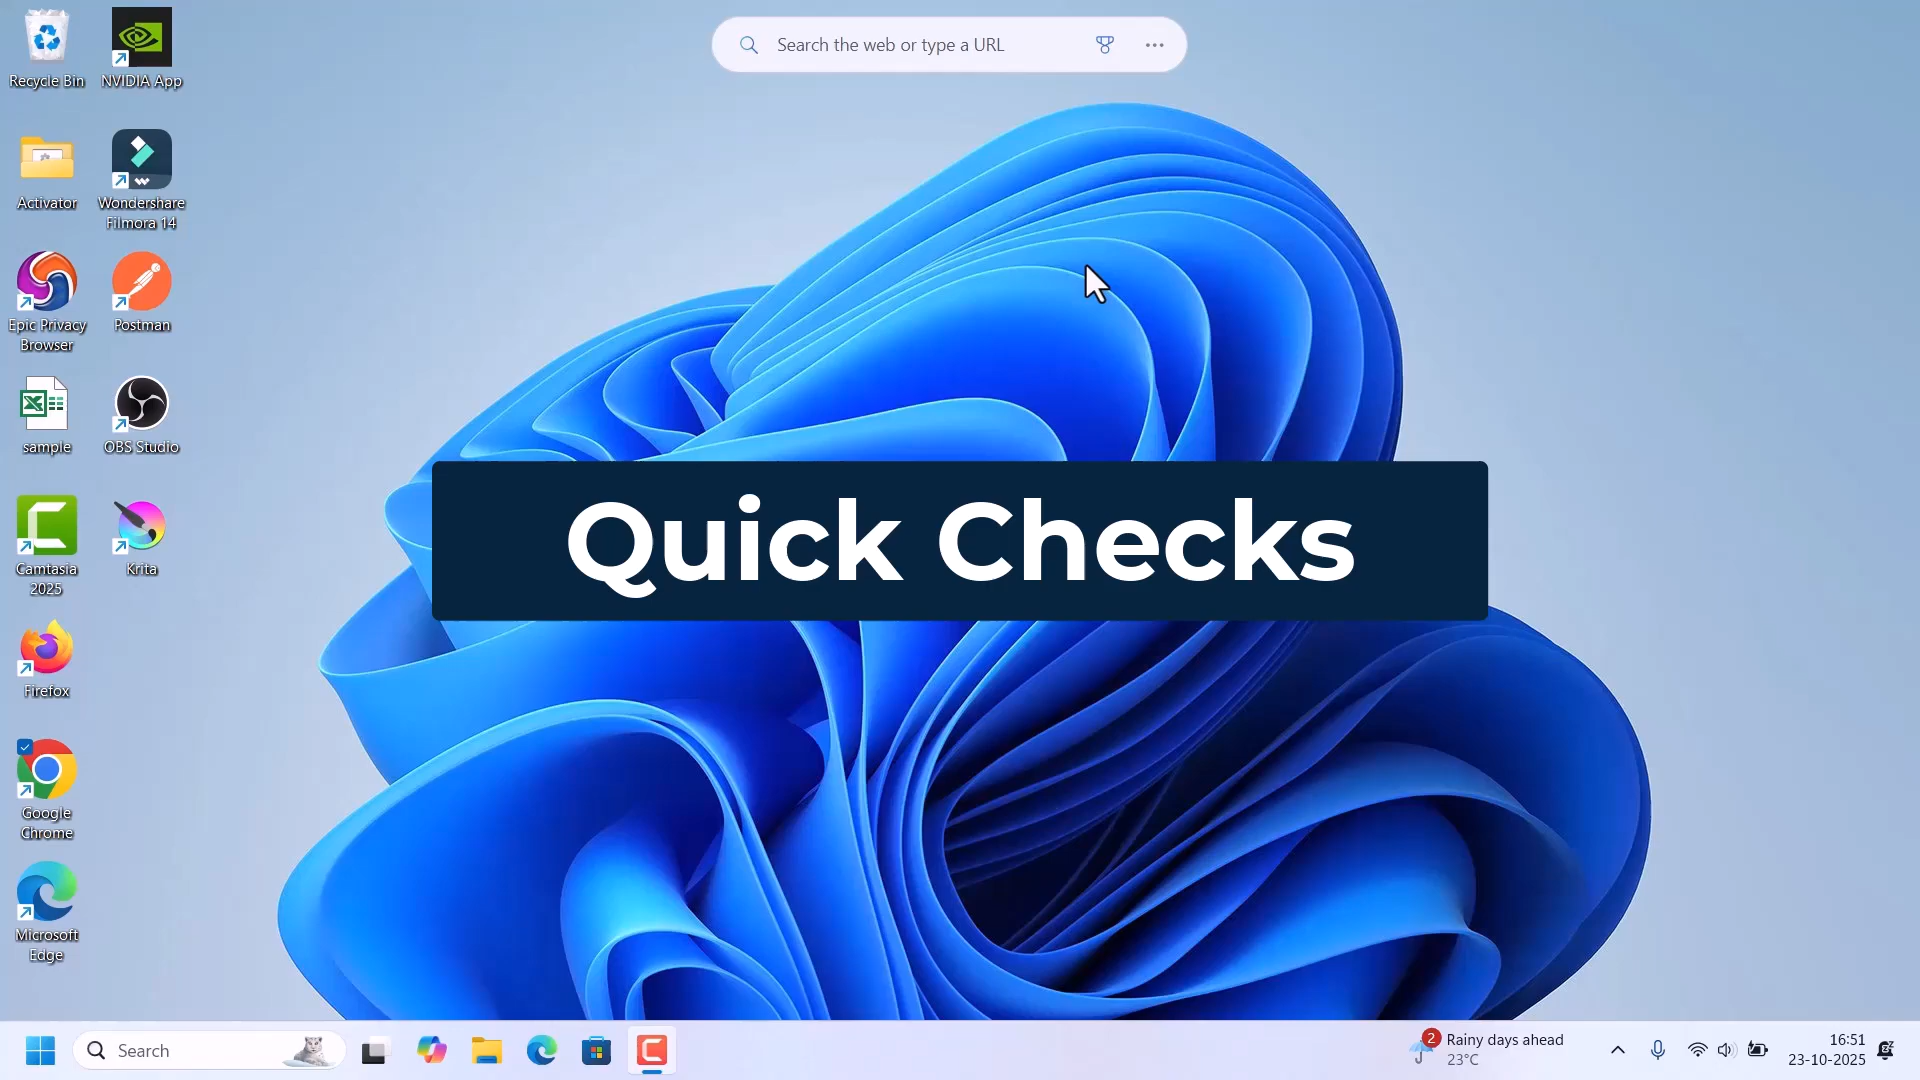 Search the web or type a URL
Recycle Bin
NVIDIA App
Activator
Wondershare
Filmora 14
Epic Privacy
Browser
Postman
sample
OBS Studio
Quick Checks
Camtasia
2025
Krita
Firefox
Google
Chrome
Microsoft
Edge
Search
2
Rainy days ahead
23°C
16:51
23-10-2025